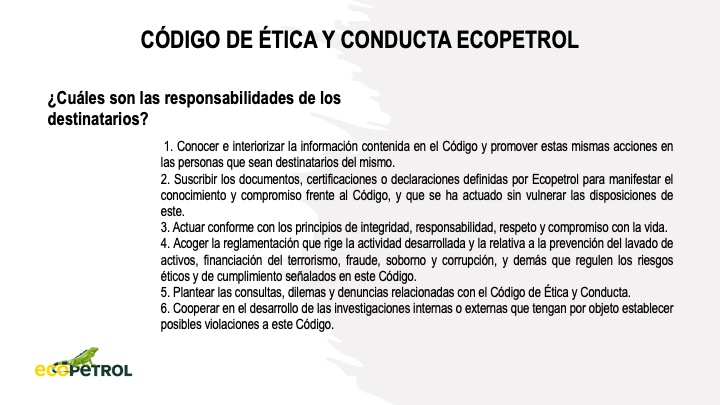 CÓDIGO DE ÉTICA Y CONDUCTA ECOPETROL
¿Cuáles son las responsabilidades de los
destinatarios?
1. Conocer e interiorizar la información contenida en el Código y promover estas mismas acciones en
las personas que sean destinatarios del mismo.
2. Suscribir los documentos, certificaciones o declaraciones definidas por Ecopetrol para manifestar el
conocimiento y compromiso frente al Código, y que se ha actuado sin vulnerar las disposiciones de
este.
3. Actuar conforme con los principios de integridad, responsabilidad, respeto y compromiso con la vida.
4. Acoger la reglamentación que rige la actividad desarrollada y la relativa a la prevención del lavado de
activos, financiación del terrorismo, fraude, soborno y corrupción, y demás que regulen los riesgos
éticos y de cumplimiento señalados en este Código.
5. Plantear las consultas, dilemas y denuncias relacionadas con el Código de Ética y Conducta.
6. Cooperar en el desarrollo de las investigaciones internas o externas que tengan por objeto establecer
posibles violaciones a este Código.
ecoPETROL